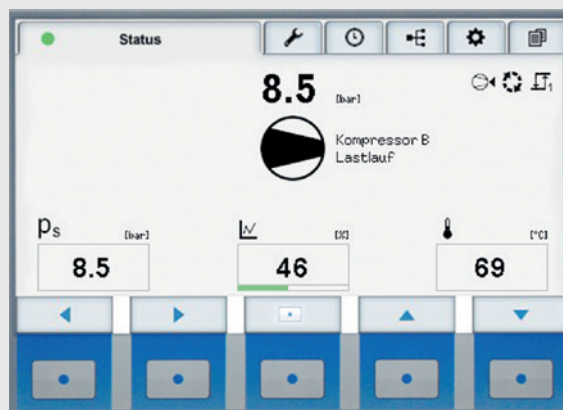 Status
8.5 [bar]
Kompressor B
Lastlauf
ps [bar]
8.5
[%]
46
[°C]
69